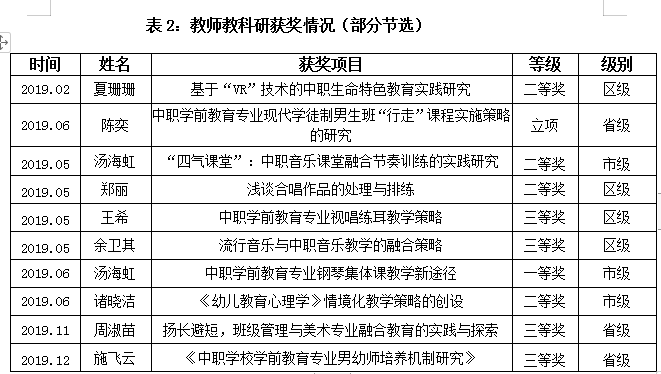 表 2：教师教科研获奖情况（部分节选）
时间 姓名 获奖项目 等级 级别
2019.02 夏珊珊 基于“VR”技术的中职生命特色教育实践研究 二等奖 区级
2019.06 陈奕 中职学前教育专业现代学徒制男生班“行走”课程实施策略的研究 立项 省级
2019.05 汤海虹 “四气课堂”：中职音乐课堂融合节奏训练的实践研究 二等奖 市级
2019.05 郑丽 浅谈合唱作品的处理与排练 二等奖 区级
2019.05 王希 中职学前教育专业视唱练耳教学策略 三等奖 区级
2019.05 余卫其 流行音乐与中职音乐教学的融合策略 三等奖 区级
2019.06 汤海虹 中职学前教育专业钢琴集体课教学新途径 一等奖 市级
2019.06 诸晓洁 《幼儿教育心理学》情境化教学策略的创设 二等奖 市级
2019.11 周淑苗 扬长避短，班级管理与美术专业融合教育的实践与探索 三等奖 省级
2019.12 施飞云 《中职学校学前教育专业男幼师培养机制研究》 三等奖 省级